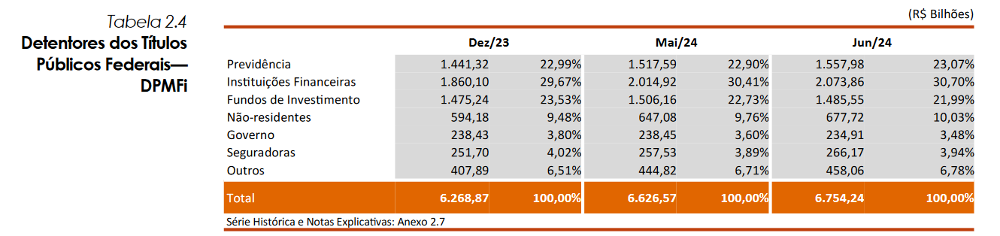 Tabela 2.4
Detentores dos Títulos
Públicos Federais—
DPMFi
(R$ Bilhões)
Dez/23 Mai/24 Jun/24
Previdência 1.441,32 22,99% 1.517,59 22,90% 1.557,98 23,07%
Instituições Financeiras 1.860,10 29,67% 2.014,92 30,41% 2.073,86 30,70%
Fundos de Investimento 1.475,24 23,53% 1.506,16 22,73% 1.485,55 21,99%
Não-residentes 594,18 9,48% 647,08 9,76% 677,72 10,03%
Governo 238,43 3,80% 238,45 3,60% 234,91 3,48%
Seguradoras 251,70 4,02% 257,53 3,89% 266,17 3,94%
Outros 407,89 6,51% 444,82 6,71% 458,06 6,78%
Total 6.268,87 100,00% 6.626,57 100,00% 6.754,24 100,00%
Série Histórica e Notas Explicativas: Anexo 2.7